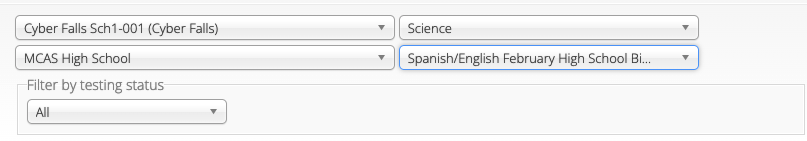 Cyber Falls Sch1-001 (Cyber Falls) Science
MCAS High School Spanish/English February High School Bi...
Filter by testing status
All